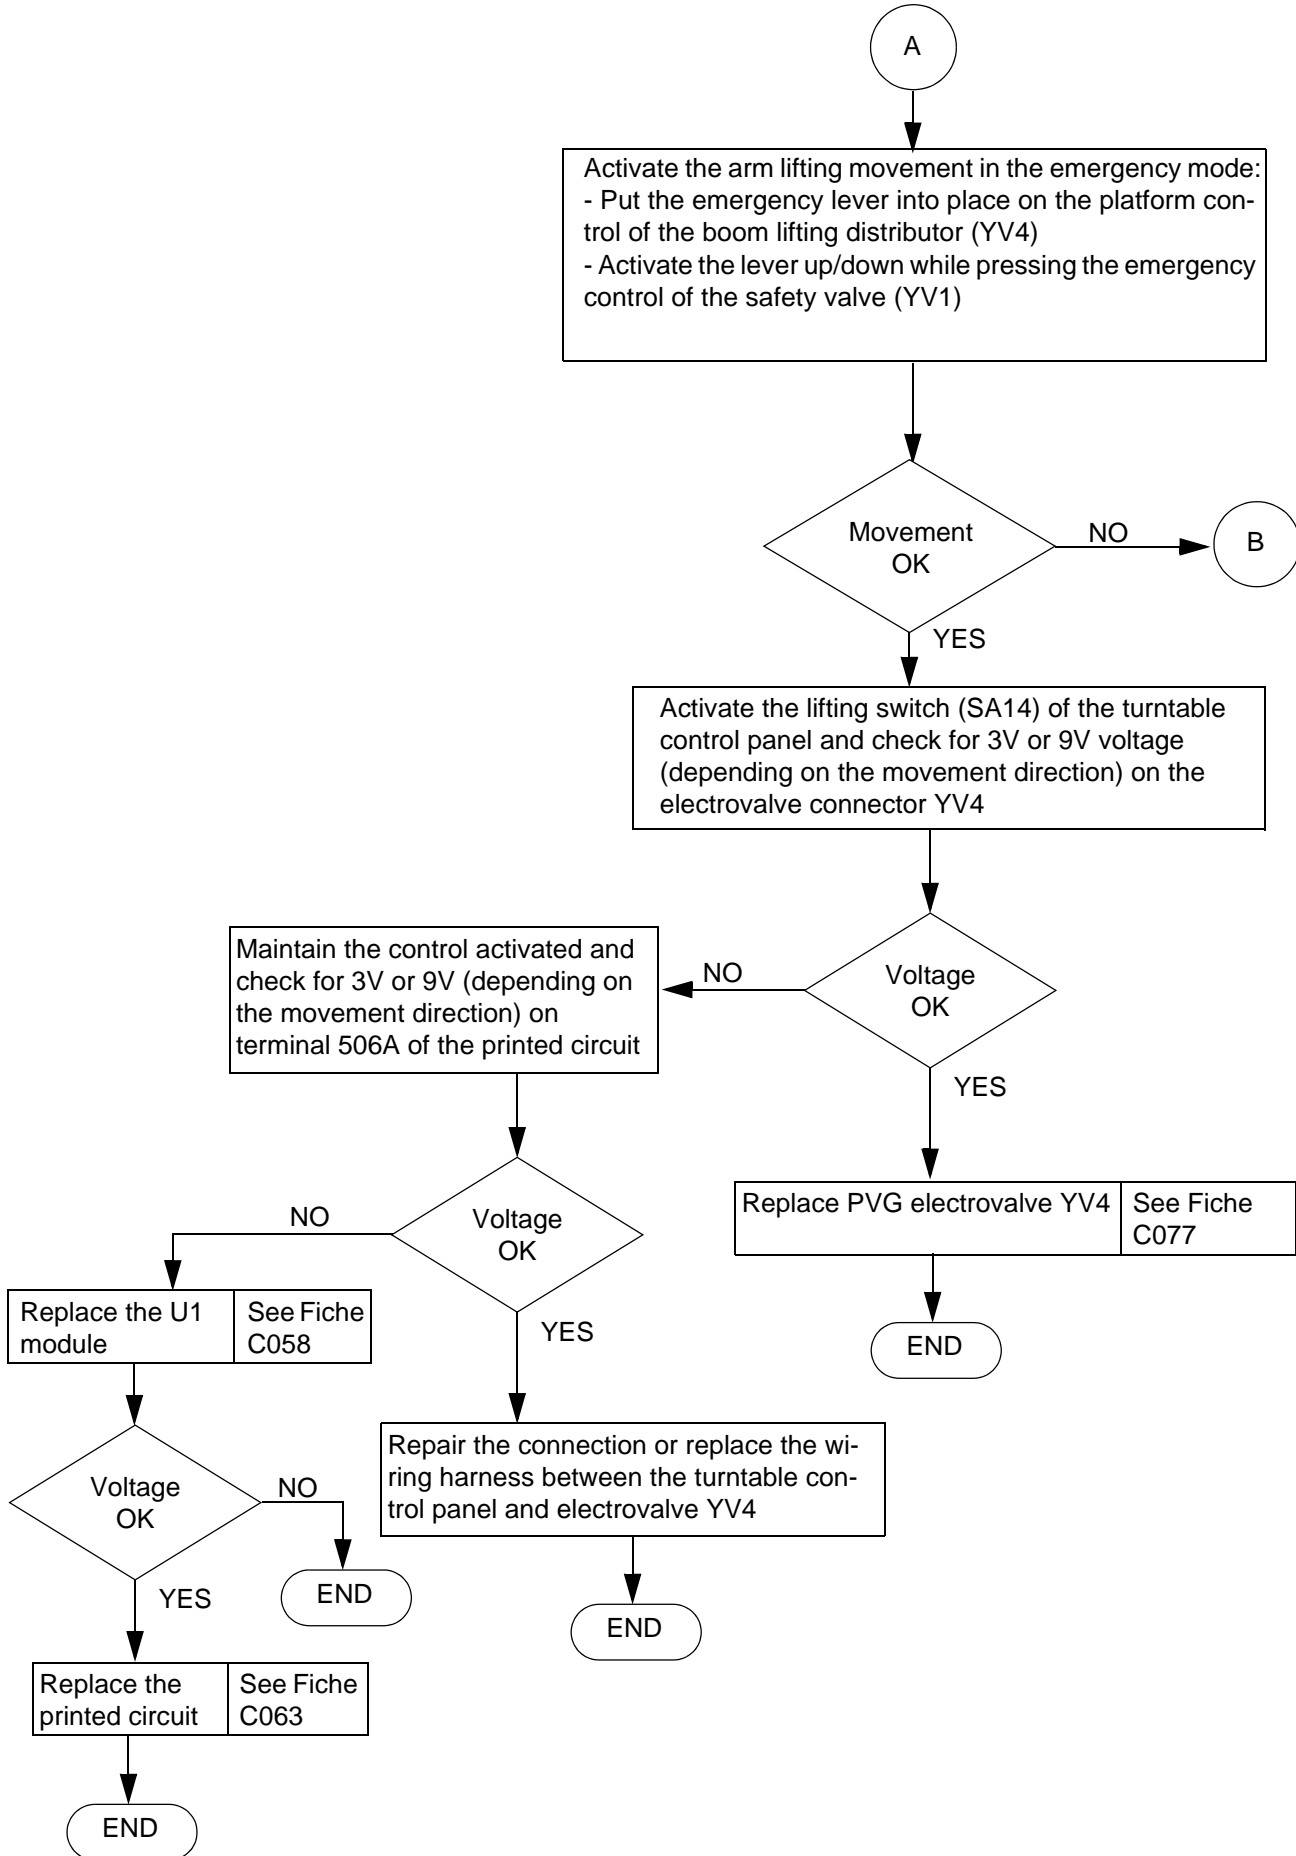 A
Activate the arm lifting movement in the emergency mode:
- Put the emergency lever into place on the platform con-
trol of the boom lifting distributor (YV4)
- Activate the lever up/down while pressing the emergency
control of the safety valve (YV1)
Movement
OK
NO
B
YES
Activate the lifting switch (SA14) of the turntable
control panel and check for 3V or 9V voltage
(depending on the movement direction) on the
electrovalve connector YV4
Voltage
OK
NO
Maintain the control activated and
check for 3V or 9V (depending on
the movement direction) on
terminal 506A of the printed circuit
YES
Replace PVG electrovalve YV4
See Fiche
C077
END
Voltage
OK
NO
Replace the U1
module
See Fiche
C058
YES
Repair the connection or replace the wi-
ring harness between the turntable con-
trol panel and electrovalve YV4
END
Voltage
OK
NO
END
YES
Replace the
printed circuit
See Fiche
C063
END